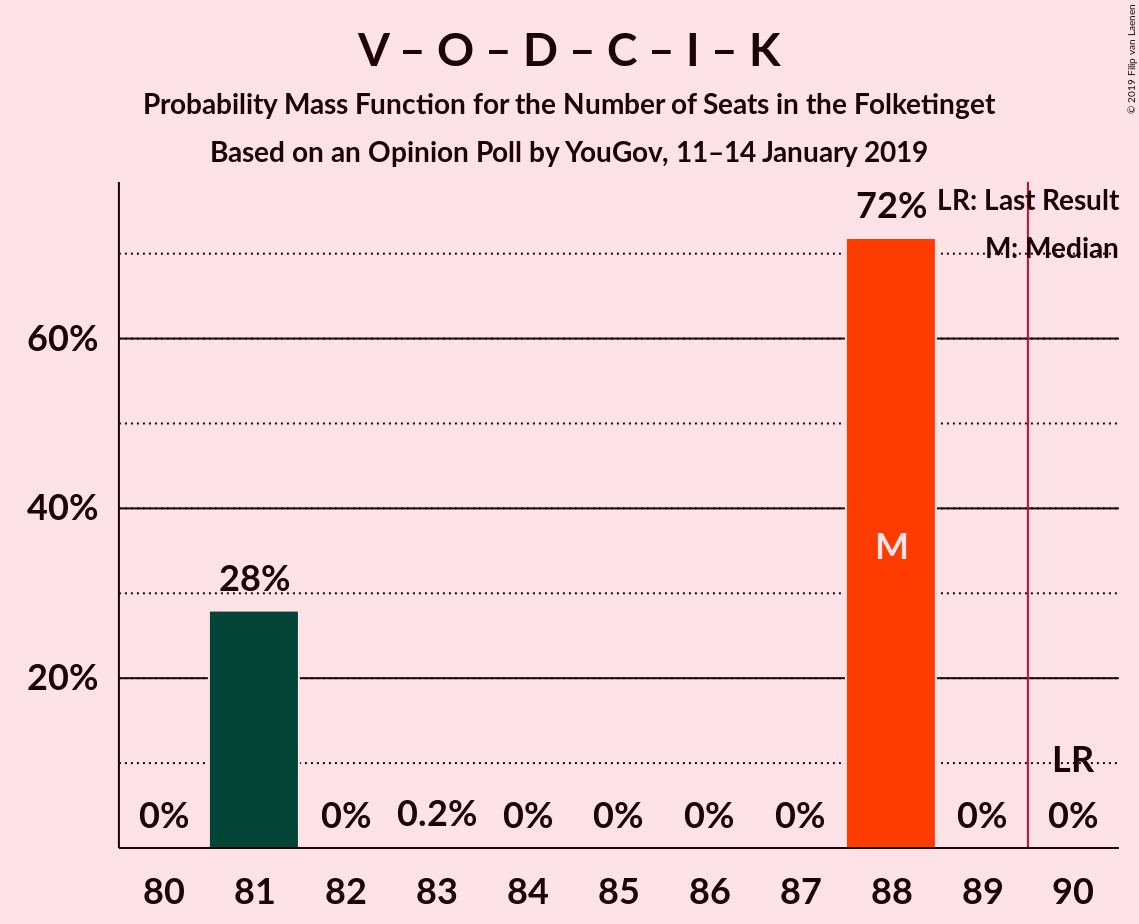 V – O – D – C – I – K
Probability Mass Function for the Number of Seats in the Folketinget
Based on an Opinion Poll by YouGov, 11–14 January 2019
© 2019 Filip van Laenen
LR: Last Result
M: Median
72%
60%
40%
M
28%
20%
LR
0% 0% 0.2% 0% 0% 0% 0% 0% 0%
80 81 82 83 84 85 86 87 88 89 90